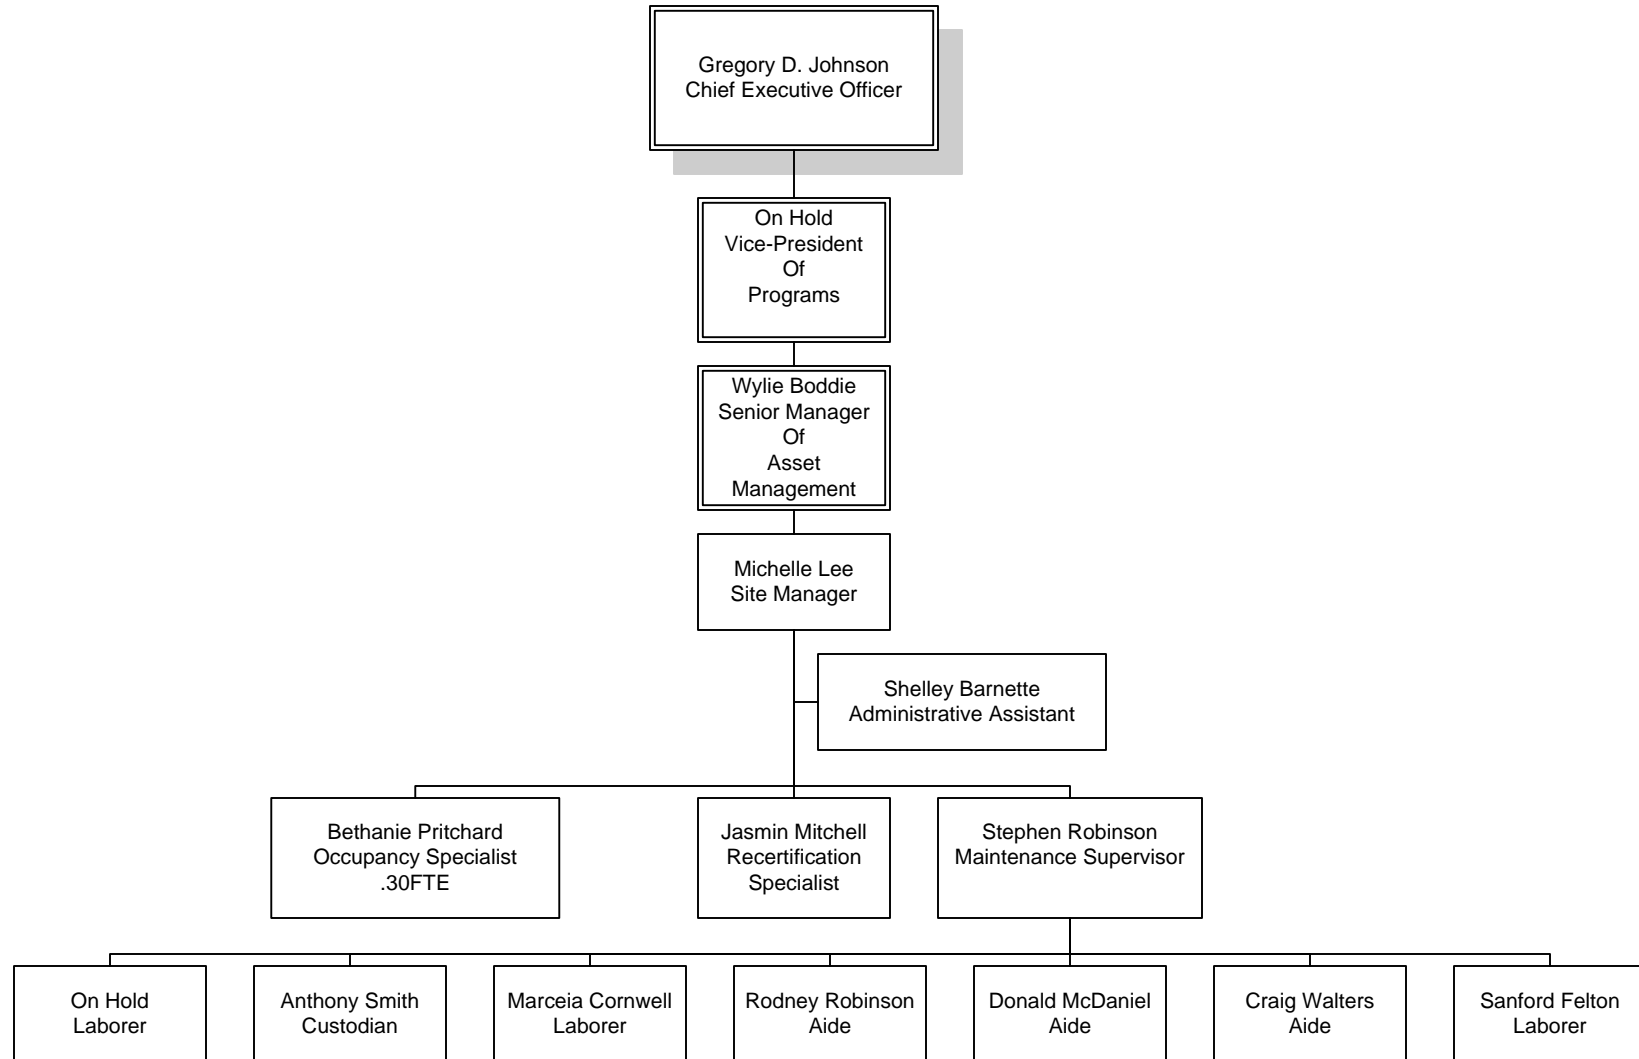 Gregory D. Johnson
Chief Executive Officer
On Hold
Vice-President
Of
Programs
Wylie Boddie
Senior Manager
Of
Asset
Management
Michelle Lee
Site Manager
Shelley Barnette
Administrative Assistant
Bethanie Pritchard
Occupancy Specialist
.30FTE
Jasmin Mitchell
Recertification
Specialist
Stephen Robinson
Maintenance Supervisor
On Hold
Laborer
Anthony Smith
Custodian
Marceia Cornwell
Laborer
Rodney Robinson
Aide
Donald McDaniel
Aide
Craig Walters
Aide
Sanford Felton
Laborer